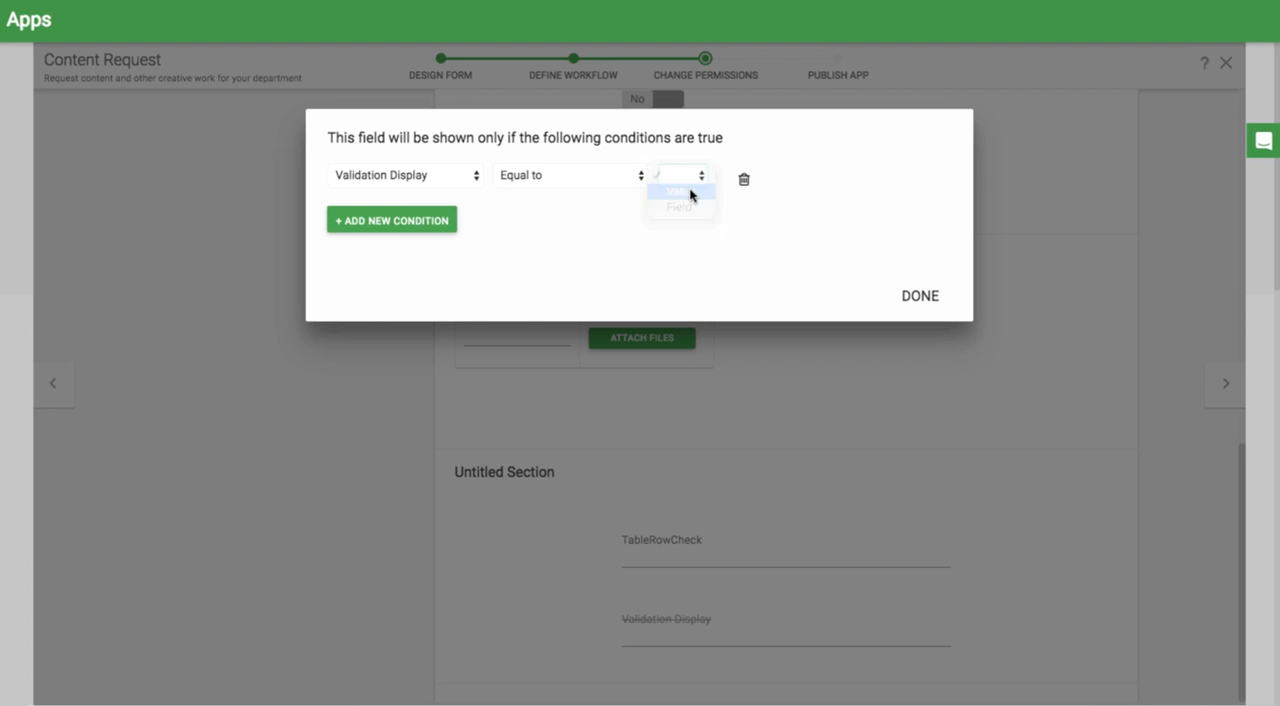 Apps
Content Request
Request content and other creative work for your department
DESIGN FORM
DEFINE WORKFLOW
CHANGE PERMISSIONS
PUBLISH APP
?
No
This field will be shown only if the following conditions are true
Validation Display
Equal to
Field
+ ADD NEW CONDITION
DONE
ATTACH FILES
Untitled Section
TableRowCheck
Validation Display